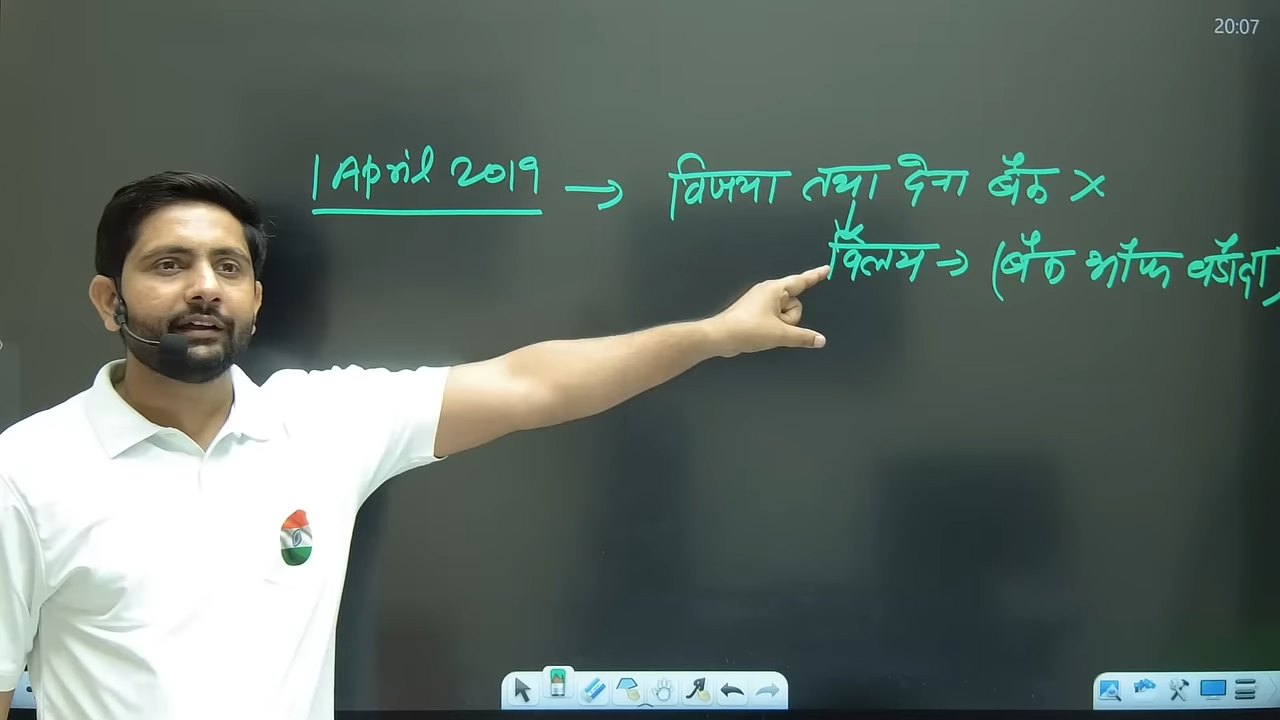 20:07
1 April 2019 → विजया तथा देना बैंक ×
विलय → (बैंक ऑफ बड़ौदा)